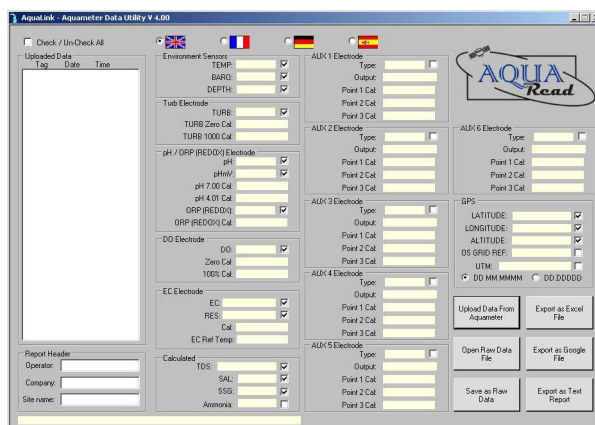 AquaLink - Aquameter Data Utility V 4.00
Check / Un-Check All
Uploaded Data
Tag Date Time
Report Header
Operator:
Company:
Site name:
Environment Sensors
TEMP:
BARO:
DEPTH:
Turb Electrode
TURB:
TURB Zero Cal:
TURB 1000 Cal:
pH / ORP (REDOX) Electrode
pH:
pHmV:
pH 7.00 Cal:
pH 4.01 Cal:
ORP (REDOX):
ORP (REDOX) Cal:
DO Electrode
DO:
Zero Cal:
100% Cal:
EC Electrode
EC:
RES:
Cal:
EC Ref Temp:
Calculated
TDS:
SAL:
SSG:
Ammonia:
AUX 1 Electrode
Type:
Output:
Point 1 Cal:
Point 2 Cal:
Point 3 Cal:
AUX 2 Electrode
Type:
Output:
Point 1 Cal:
Point 2 Cal:
Point 3 Cal:
AUX 3 Electrode
Type:
Output:
Point 1 Cal:
Point 2 Cal:
Point 3 Cal:
AUX 4 Electrode
Type:
Output:
Point 1 Cal:
Point 2 Cal:
Point 3 Cal:
AUX 5 Electrode
Type:
Output:
Point 1 Cal:
Point 2 Cal:
Point 3 Cal:
AQUA
Read
AUX 6 Electrode
Type:
Output:
Point 1 Cal:
Point 2 Cal:
Point 3 Cal:
GPS
LATITUDE:
LONGITUDE:
ALTITUDE:
OS GRID REF:
UTM:
DD MM.MMMM DD.DDDDD
Upload Data From
Aquameter
Export as Excel
File
Open Raw Data
File
Export as Google
File
Save as Raw
Data
Export as Text
Report